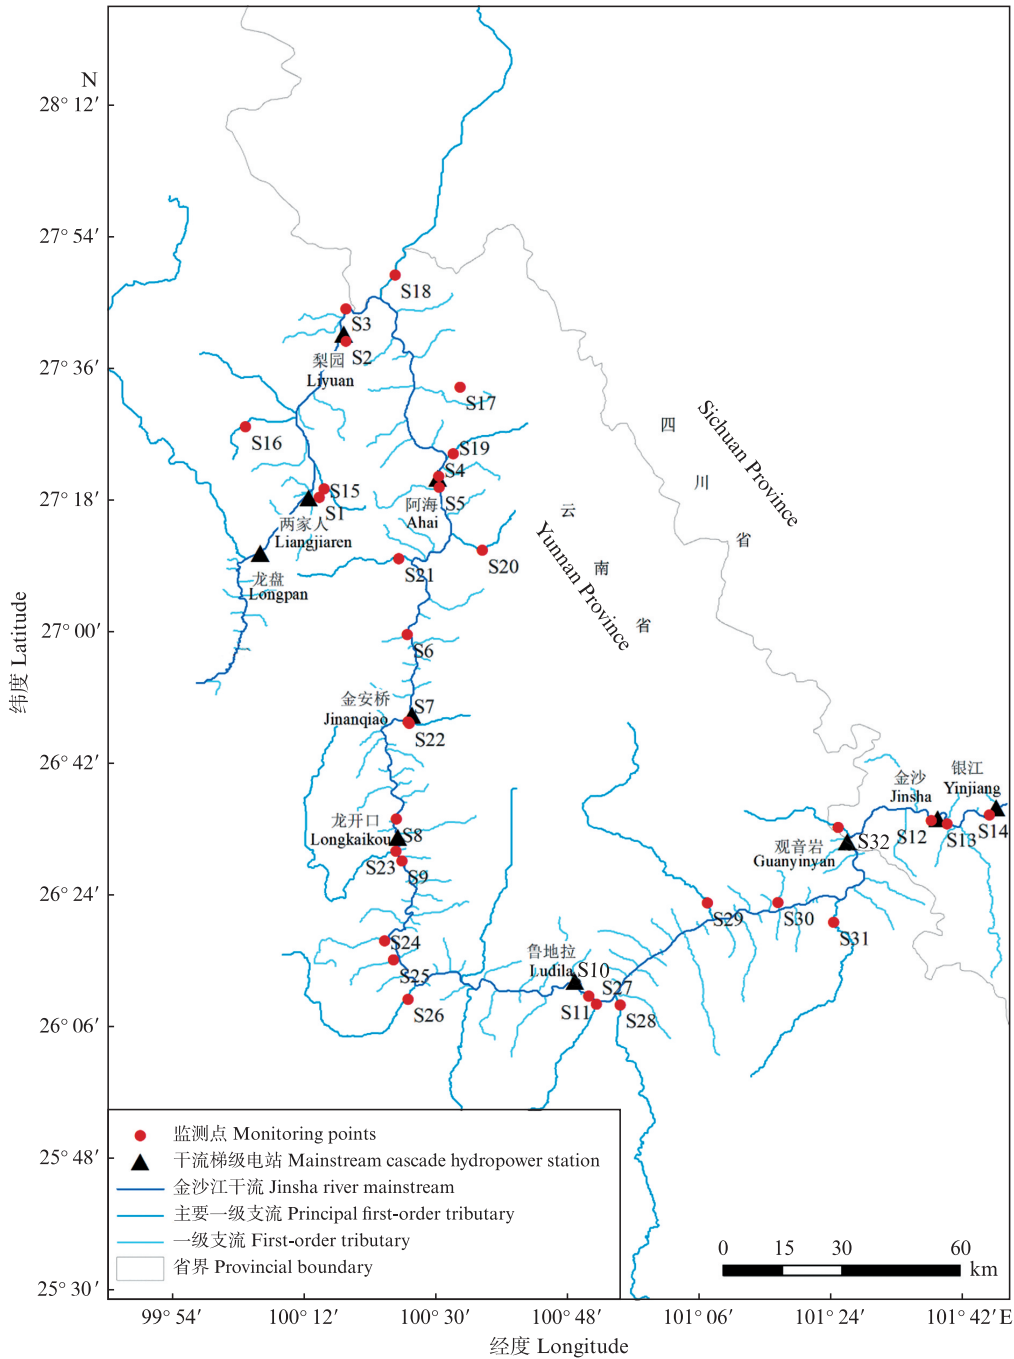 N
28° 12′
27° 54′
27° 36′
27° 18′
27° 00′
26° 42′
26° 24′
26° 06′
25° 48′
25° 30′
纬度 Latitude
S18
S3
S2
梨园
Liyuan
S17
S16
S19
S4
S15
S1
S5
阿海
Ahai
两家人
Liangjiaren
龙盘
Longpan
S21
S20
四
川
省
Sichuan Province
云
南
省
Yunnan Province
S6
金安桥
Jinanqiao
S7
S22
龙开口
Longkaikou
S8
S23
S9
S24
S25
S26
鲁地拉
Ludila
S10
S27
S11
S28
S29
S30
S31
观音岩
Guanyinyan
S32
金沙
Jinsha
银江
Yinjiang
S12
S13
S14
监测点 Monitoring points
干流梯级电站 Mainstream cascade hydropower station
金沙江干流 Jinsha river mainstream
主要一级支流 Principal first-order tributary
一级支流 First-order tributary
省界 Provincial boundary
0 15 30 60
km
99° 54′ 100° 12′ 100° 30′ 100° 48′ 101° 06′ 101° 24′ 101° 42′ E
经度 Longitude